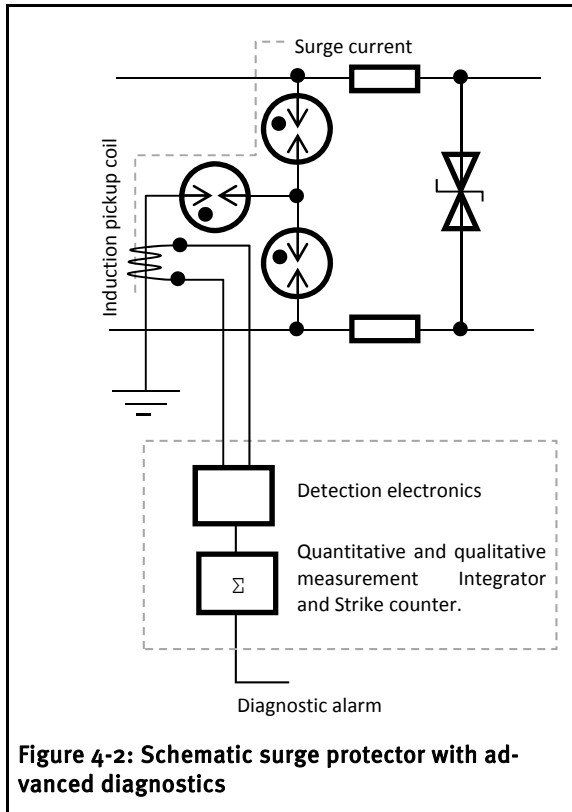 Surge current
Induction pickup coil
Detection electronics
Quantitative and qualitative
measurement Integrator
and Strike counter.
Σ
Diagnostic alarm
Figure 4-2: Schematic surge protector with ad-
vanced diagnostics